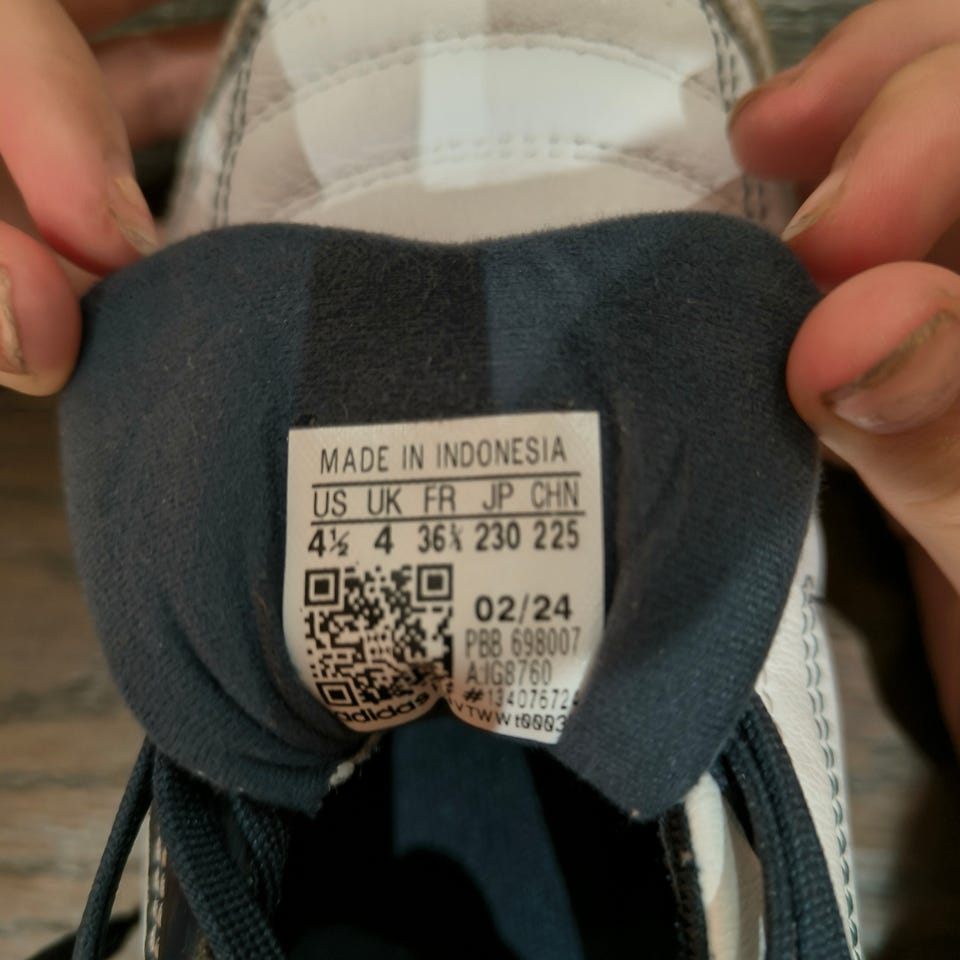 MADE IN INDONESIA
US UK FR JP CHN
4½ 4 36⅔ 230 225
02/24
PBB 698007
A:IG8760
adidas